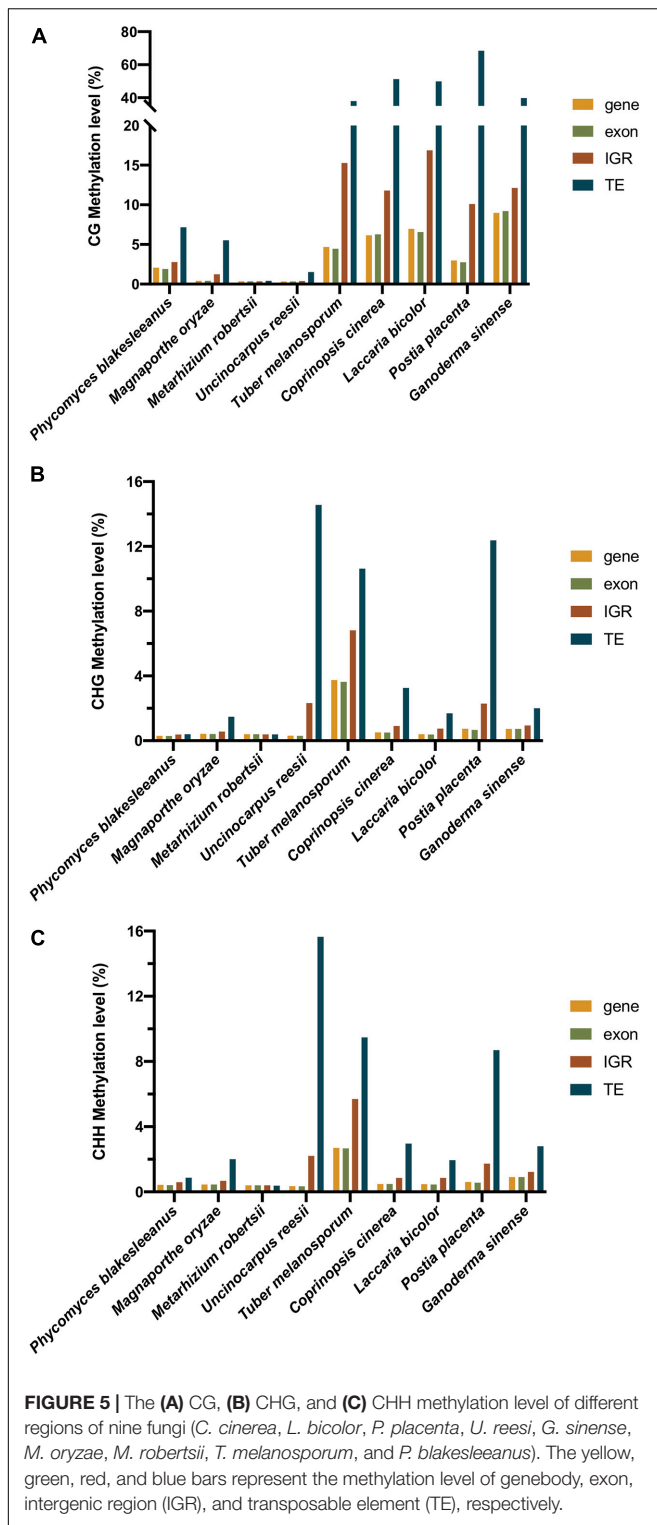 A
CG Methylation level (%)
80
60
40
20
15
10
5
0
gene
exon
IGR
TE
Phycomyces blakesleeanus
Magnaporthe oryzae
Metarhizium robertsii
Uncinocarpus reesii
Tuber melanosporum
Coprinopsis cinerea
Laccaria bicolor
Postia placenta
Ganoderma sinense
B
CHG Methylation level (%)
16
12
8
4
0
gene
exon
IGR
TE
Phycomyces blakesleeanus
Magnaporthe oryzae
Metarhizium robertsii
Uncinocarpus reesii
Tuber melanosporum
Coprinopsis cinerea
Laccaria bicolor
Postia placenta
Ganoderma sinense
C
CHH Methylation level (%)
16
12
8
4
0
gene
exon
IGR
TE
Phycomyces blakesleeanus
Magnaporthe oryzae
Metarhizium robertsii
Uncinocarpus reesii
Tuber melanosporum
Coprinopsis cinerea
Laccaria bicolor
Postia placenta
Ganoderma sinense
FIGURE 5 | The (A) CG, (B) CHG, and (C) CHH methylation level of different
regions of nine fungi (C. cinerea, L. bicolor, P. placenta, U. reesi, G. sinense,
M. oryzae, M. robertsii, T. melanosporum, and P. blakesleeanus). The yellow,
green, red, and blue bars represent the methylation level of genebody, exon,
intergenic region (IGR), and transposable element (TE), respectively.